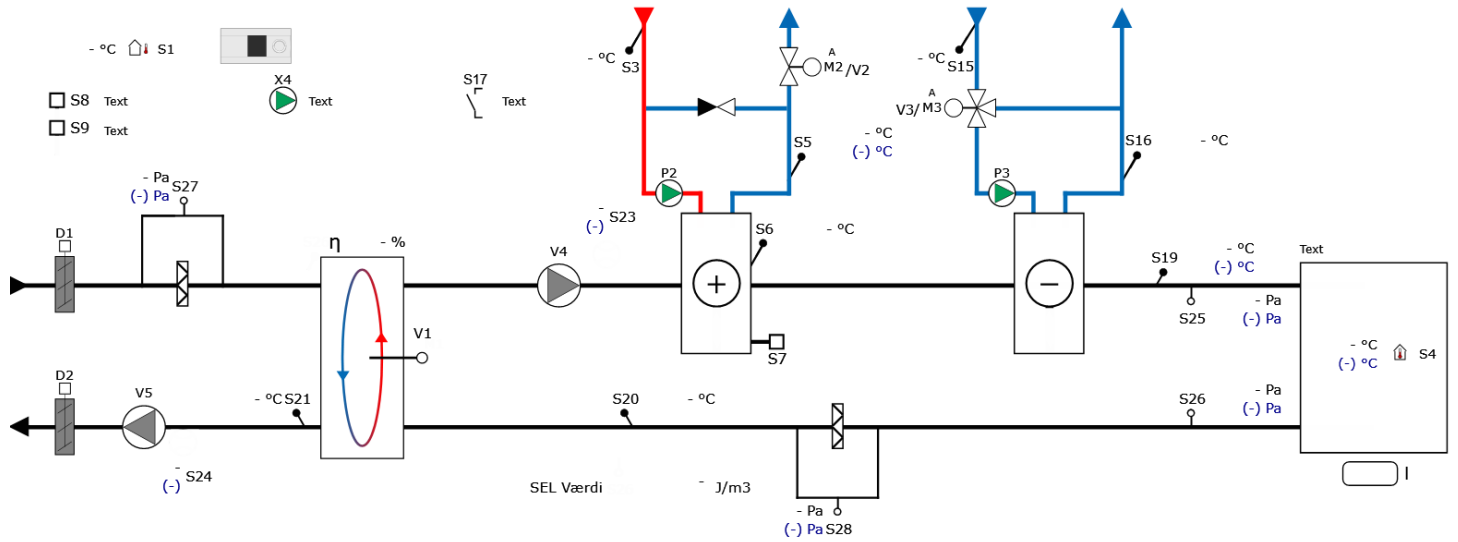 - °C S1
X4
Text
S17
Text
S8 Text
S9 Text
- °C
S3
A
M2/V2
- °C
S15
A
V3/M3
S5
- °C
(-) °C
S16
- °C
P2
P3
- Pa
(-) Pa
S27
D1
η
- %
V4
-
(-)
S23
S6
- °C
S19
- °C
(-) °C
Text
+
−
S25
- Pa
(-) Pa
V1
S7
- °C
(-) °C
S4
D2
V5
- °C S21
S20
- °C
S26
- Pa
(-) Pa
-
(-) S24
SEL Værdi
- J/m3
- Pa
(-) Pa S28
I